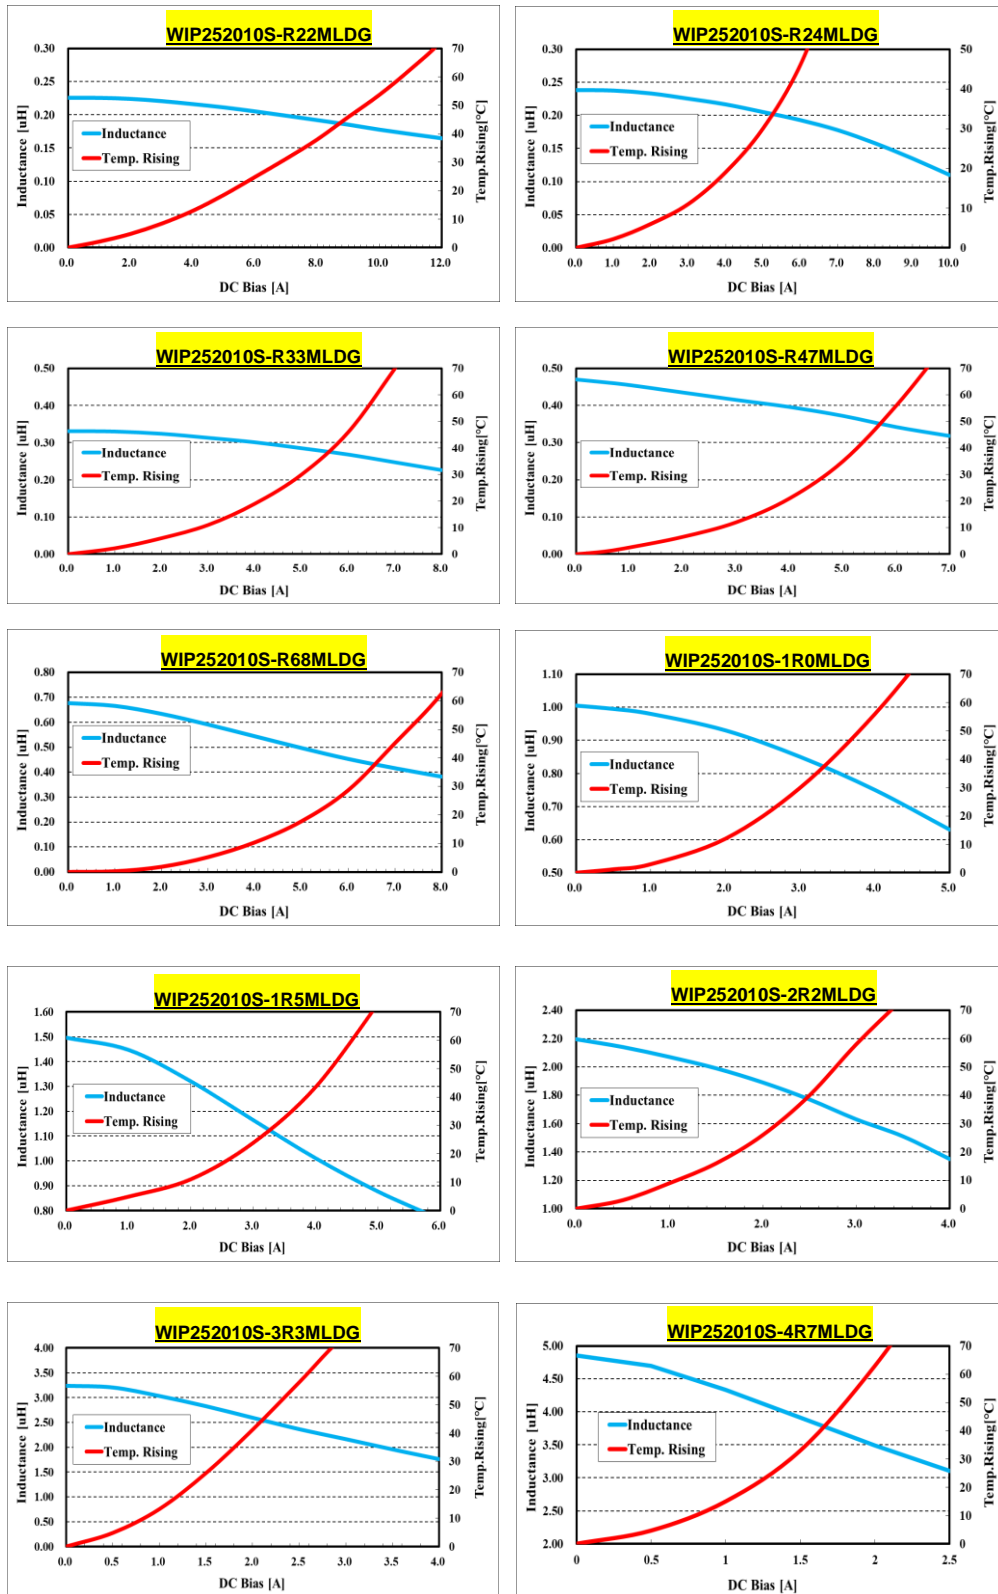 WIP252010S-R22MLDG
Inductance [uH]
0.30
0.25
0.20
0.15
0.10
0.05
0.00
Inductance
Temp. Rising
70
60
50
40
30
20
10
0
Temp.Rising[°C]
0.0 2.0 4.0 6.0 8.0 10.0 12.0
DC Bias [A]
WIP252010S-R24MLDG
Inductance [uH]
0.30
0.25
0.20
0.15
0.10
0.05
0.00
Inductance
Temp. Rising
50
40
30
20
10
0
Temp.Rising[°C]
0.0 1.0 2.0 3.0 4.0 5.0 6.0 7.0 8.0 9.0 10.0
DC Bias [A]
WIP252010S-R33MLDG
Inductance [uH]
0.50
0.40
0.30
0.20
0.10
0.00
Inductance
Temp. Rising
70
60
50
40
30
20
10
0
Temp.Rising[°C]
0.0 1.0 2.0 3.0 4.0 5.0 6.0 7.0 8.0
DC Bias [A]
WIP252010S-R47MLDG
Inductance [uH]
0.50
0.40
0.30
0.20
0.10
0.00
Inductance
Temp. Rising
70
60
50
40
30
20
10
0
Temp.Rising[°C]
0.0 1.0 2.0 3.0 4.0 5.0 6.0 7.0
DC Bias [A]
WIP252010S-R68MLDG
Inductance [uH]
0.80
0.70
0.60
0.50
0.40
0.30
0.20
0.10
0.00
Inductance
Temp. Rising
70
60
50
40
30
20
10
0
Temp.Rising[°C]
0.0 1.0 2.0 3.0 4.0 5.0 6.0 7.0 8.0
DC Bias [A]
WIP252010S-1R0MLDG
Inductance [uH]
1.10
1.00
0.90
0.80
0.70
0.60
0.50
Inductance
Temp. Rising
70
60
50
40
30
20
10
0
Temp.Rising[°C]
0.0 1.0 2.0 3.0 4.0 5.0
DC Bias [A]
WIP252010S-1R5MLDG
Inductance [uH]
1.60
1.50
1.40
1.30
1.20
1.10
1.00
0.90
0.80
Inductance
Temp. Rising
70
60
50
40
30
20
10
0
Temp.Rising[°C]
0.0 1.0 2.0 3.0 4.0 5.0 6.0
DC Bias [A]
WIP252010S-2R2MLDG
Inductance [uH]
2.40
2.20
2.00
1.80
1.60
1.40
1.20
1.00
Inductance
Temp. Rising
70
60
50
40
30
20
10
0
Temp.Rising[°C]
0.0 1.0 2.0 3.0 4.0
DC Bias [A]
WIP252010S-3R3MLDG
Inductance [uH]
4.00
3.50
3.00
2.50
2.00
1.50
1.00
0.50
0.00
Inductance
Temp. Rising
70
60
50
40
30
20
10
0
Temp.Rising[°C]
0.0 0.5 1.0 1.5 2.0 2.5 3.0 3.5 4.0
DC Bias [A]
WIP252010S-4R7MLDG
Inductance [uH]
5.00
4.50
4.00
3.50
3.00
2.50
2.00
Inductance
Temp. Rising
70
60
50
40
30
20
10
0
Temp.Rising[°C]
0 0.5 1 1.5 2 2.5
DC Bias [A]